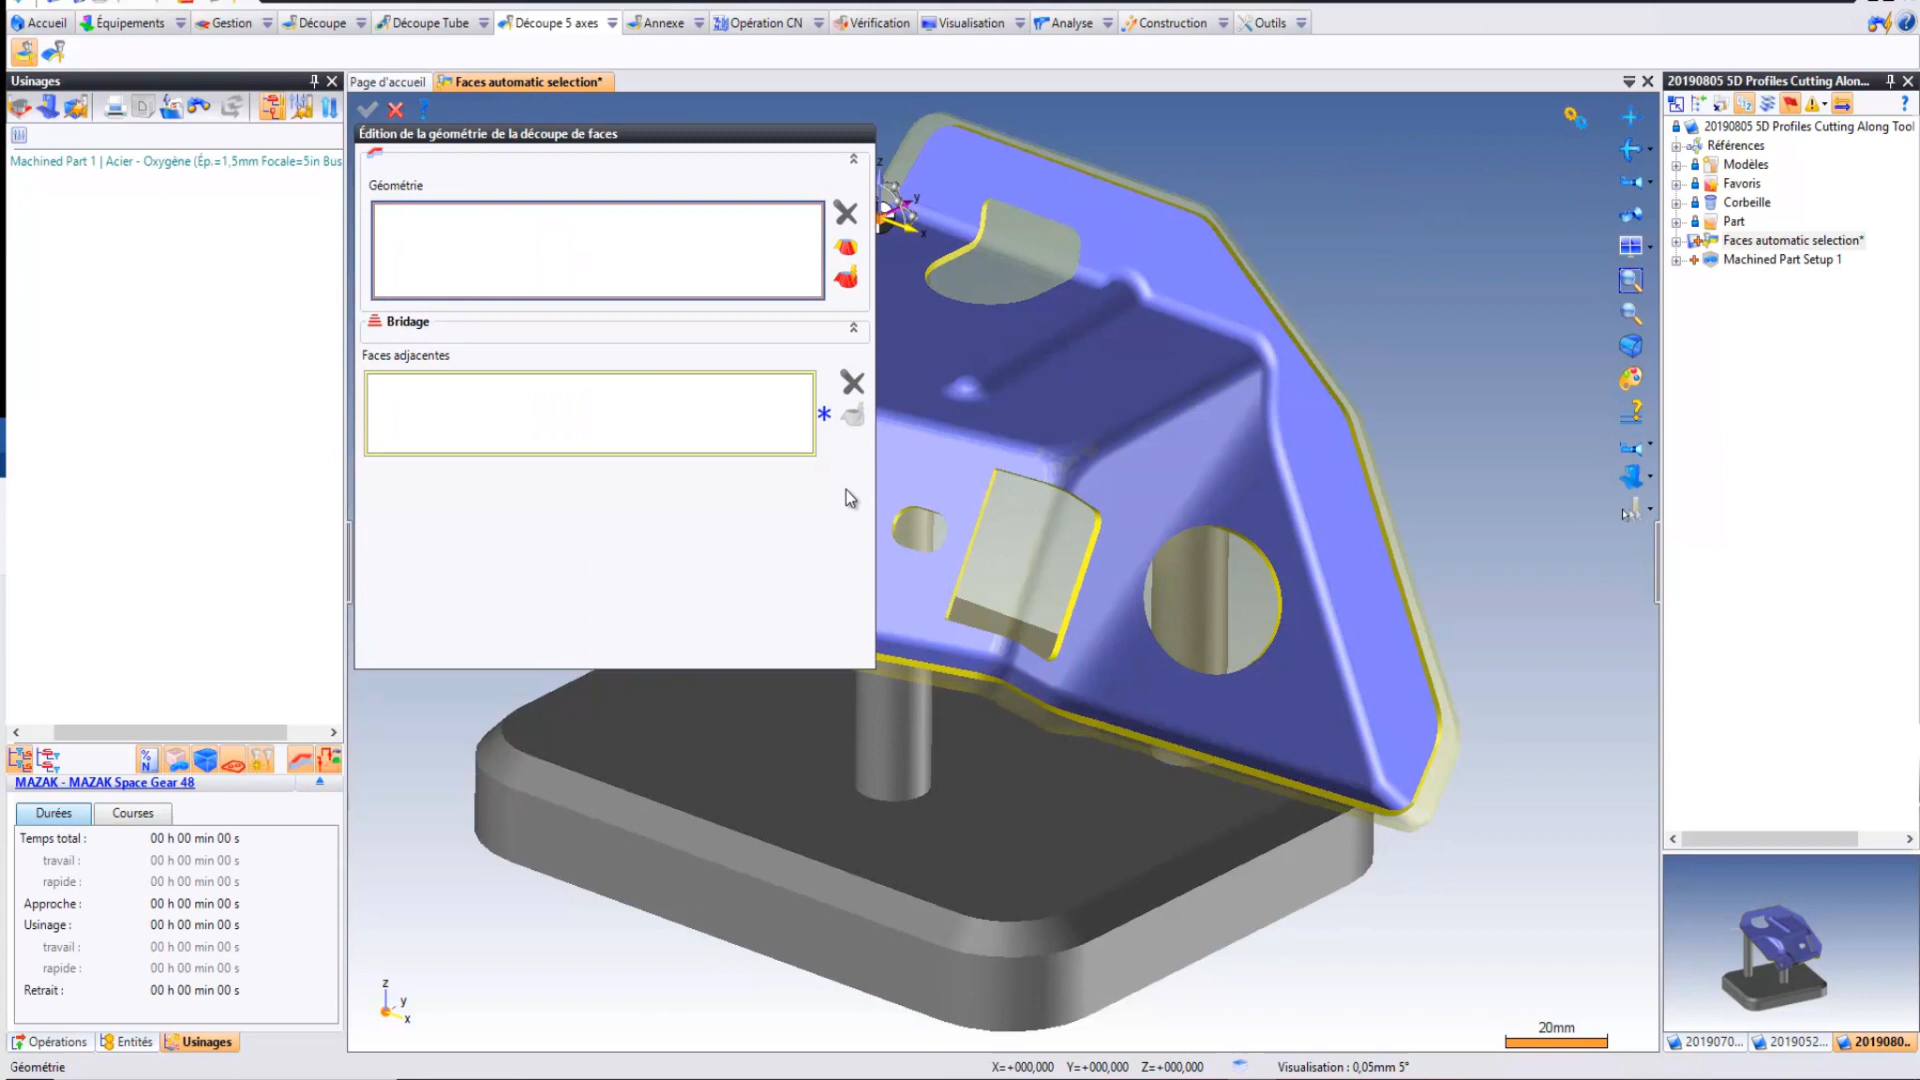 Accueil Équipements Gestion Découpe Découpe Tube Découpe 5 axes Annexe Opération CN Vérification Visualisation Analyse Construction Outils
Usinages
Machined Part 1 | Acier - Oxygène (Ép.=1,5mm Focale=5in Bus
MAZAK - MAZAK Space Gear 48
Durées Courses
Temps total : 00 h 00 min 00 s
travail : 00 h 00 min 00 s
rapide : 00 h 00 min 00 s
Approche : 00 h 00 min 00 s
Usinage : 00 h 00 min 00 s
travail : 00 h 00 min 00 s
rapide : 00 h 00 min 00 s
Retrait : 00 h 00 min 00 s
Opérations Entités Usinages
Géométrie
Page d'accueil Faces automatic selection*
Édition de la géométrie de la découpe de faces
Géométrie
Bridage
Faces adjacentes
z
y
x
z
y
x
20mm
X=+000,000 Y=+000,000 Z=+000,000 Visualisation : 0,05mm 5°
20190805 5D Profiles Cutting Alon...
20190805 5D Profiles Cutting Along Tool
Références
Modèles
Favoris
Corbeille
Part
Faces automatic selection*
Machined Part Setup 1
2019070... 2019052... 2019080..